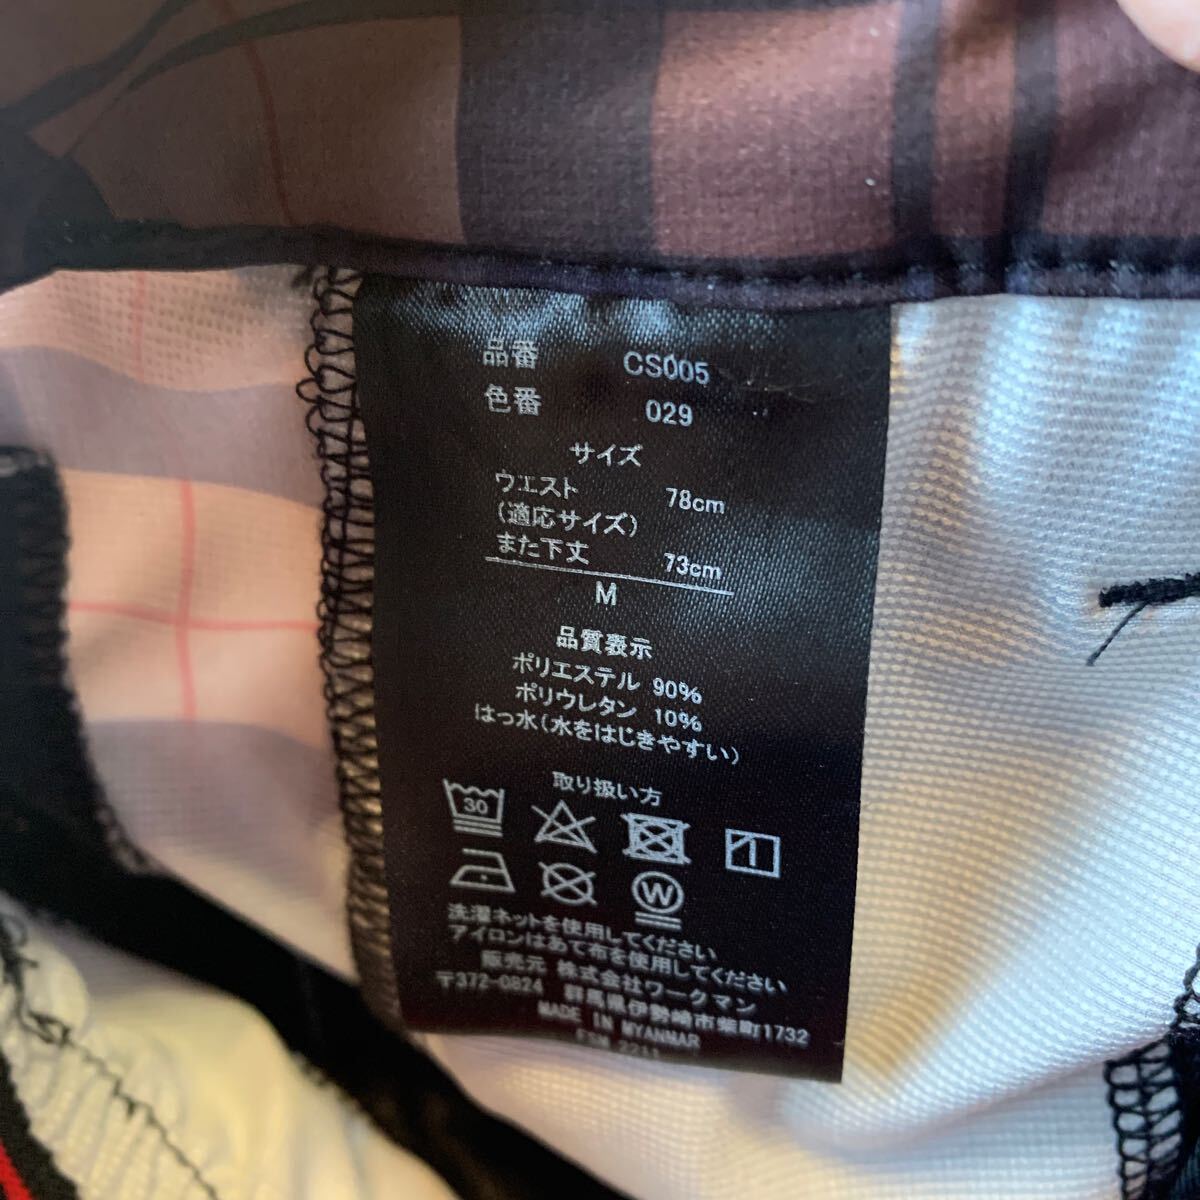 品番 CS005
色番 029
サイズ
ウエスト 78cm
(適応サイズ)
また下丈 73cm
M
品質表示
ポリエステル 90%
ポリウレタン 10%
はっ水(水をはじきやすい)
取り扱い方
30
W
洗濯ネットを使用してください
アイロンはあて布を使用してください
販売元 株式会社ワークマン
〒372-0824 群馬県伊勢崎市柴町1732
MADE IN MYANMAR
FSM 2211